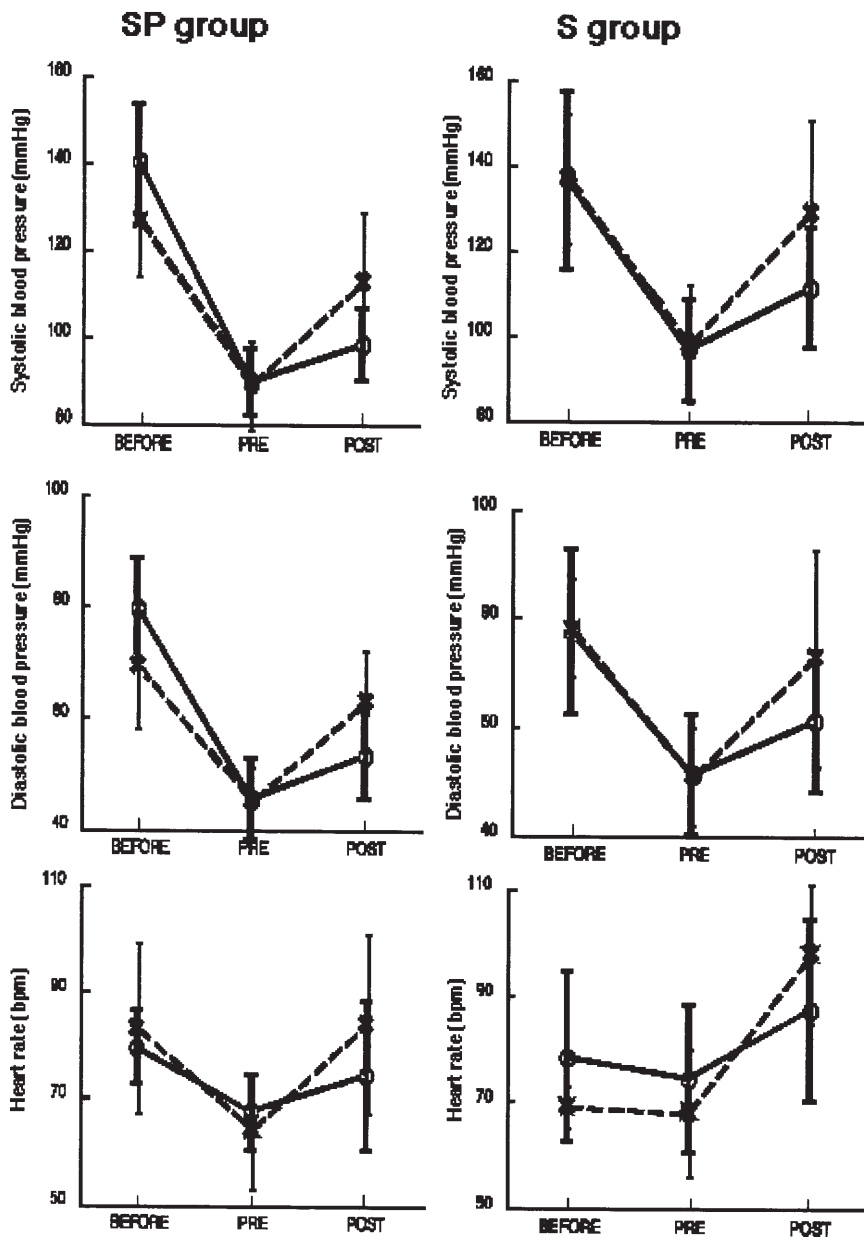 SP group
S group
Systolic blood pressure (mmHg)
160
140
120
100
80
BEFORE PRE POST
Systolic blood pressure (mmHg)
160
140
120
100
80
BEFORE PRE POST
Diastolic blood pressure (mmHg)
100
80
60
40
BEFORE PRE POST
Diastolic blood pressure (mmHg)
100
80
60
40
BEFORE PRE POST
Heart rate (bpm)
110
90
70
50
BEFORE PRE POST
Heart rate (bpm)
110
90
70
50
BEFORE PRE POST